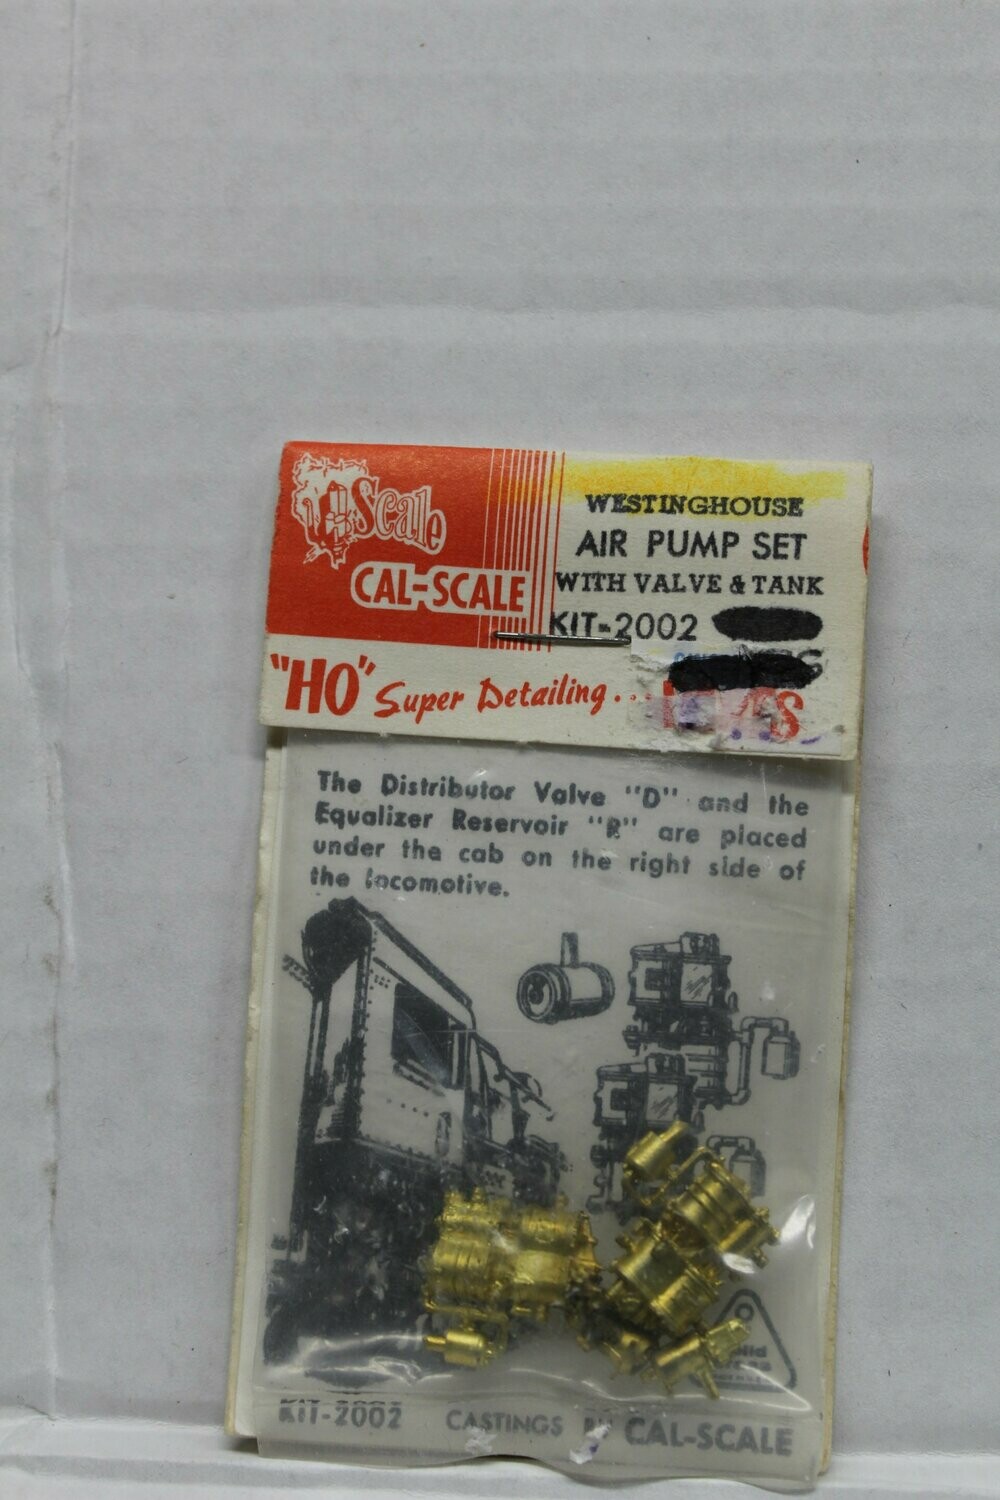 Scale
CAL-SCALE
WESTINGHOUSE
AIR PUMP SET
WITH VALVE & TANK
KIT-2002
"HO" Super Detailing...
The Distributor Valve "D" and the
Equalizer Reservoir "R" are placed
under the cab on the right side of
the locomotive.
KIT-2002 CASTINGS CAL-SCALE